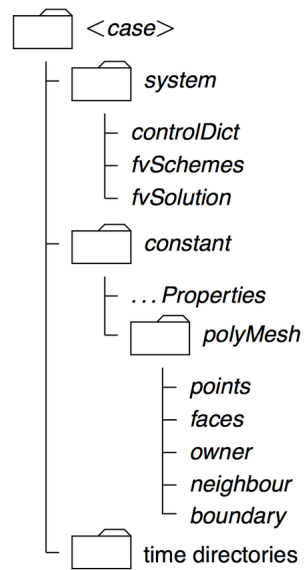 <case>
system
controlDict
fvSchemes
fvSolution
constant
...Properties
polyMesh
points
faces
owner
neighbour
boundary
time directories